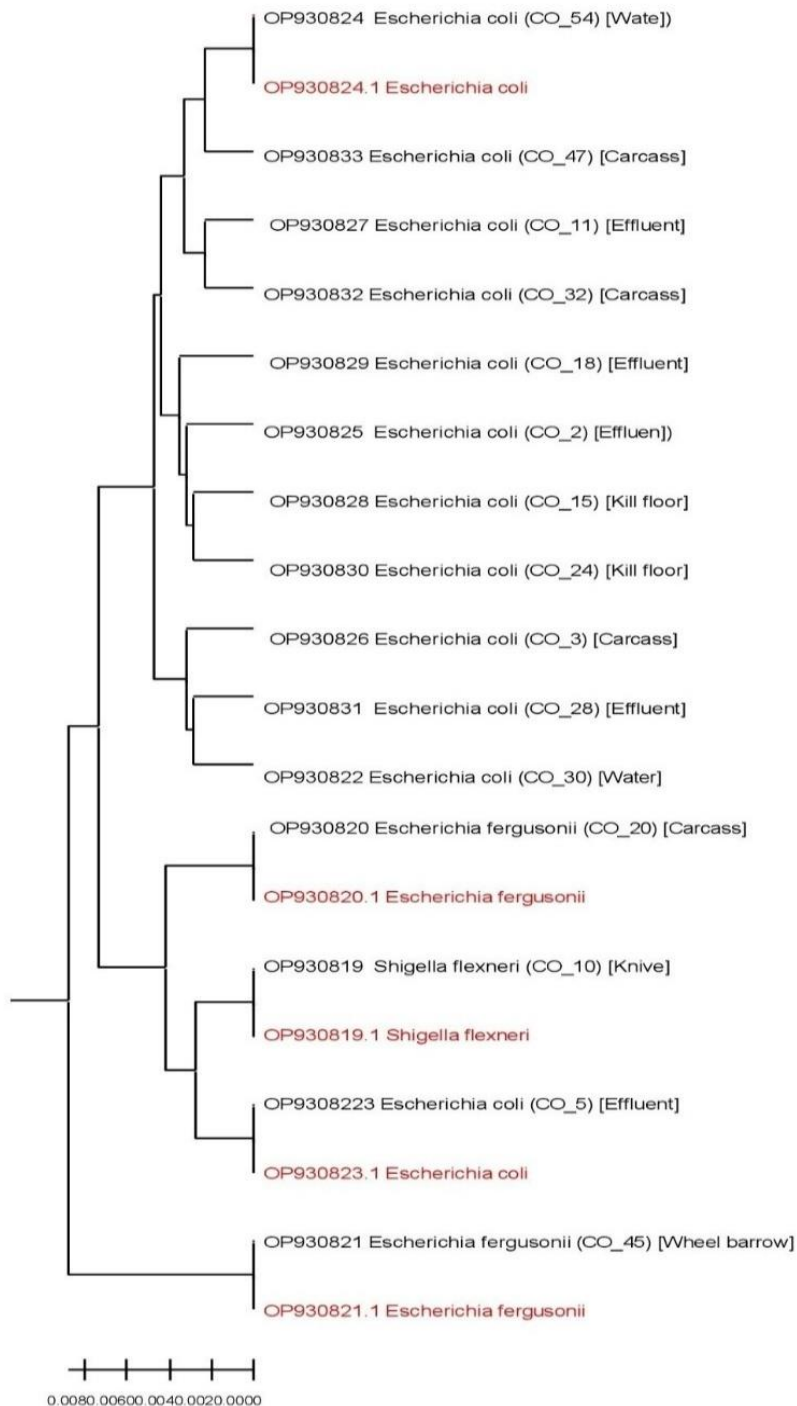 OP930824 Escherichia coli (CO_54) [Wate])
OP930824.1 Escherichia coli
OP930833 Escherichia coli (CO_47) [Carcass]
OP930827 Escherichia coli (CO_11) [Effluent]
OP930832 Escherichia coli (CO_32) [Carcass]
OP930829 Escherichia coli (CO_18) [Effluent]
OP930825 Escherichia coli (CO_2) [Effluen])
OP930828 Escherichia coli (CO_15) [Kill floor]
OP930830 Escherichia coli (CO_24) [Kill floor]
OP930826 Escherichia coli (CO_3) [Carcass]
OP930831 Escherichia coli (CO_28) [Effluent]
OP930822 Escherichia coli (CO_30) [Water]
OP930820 Escherichia fergusonii (CO_20) [Carcass]
OP930820.1 Escherichia fergusonii
OP930819 Shigella flexneri (CO_10) [Knive]
OP930819.1 Shigella flexneri
OP9308223 Escherichia coli (CO_5) [Effluent]
OP930823.1 Escherichia coli
OP930821 Escherichia fergusonii (CO_45) [Wheel barrow]
OP930821.1 Escherichia fergusonii
0.0080.00600.00400.00200.0000